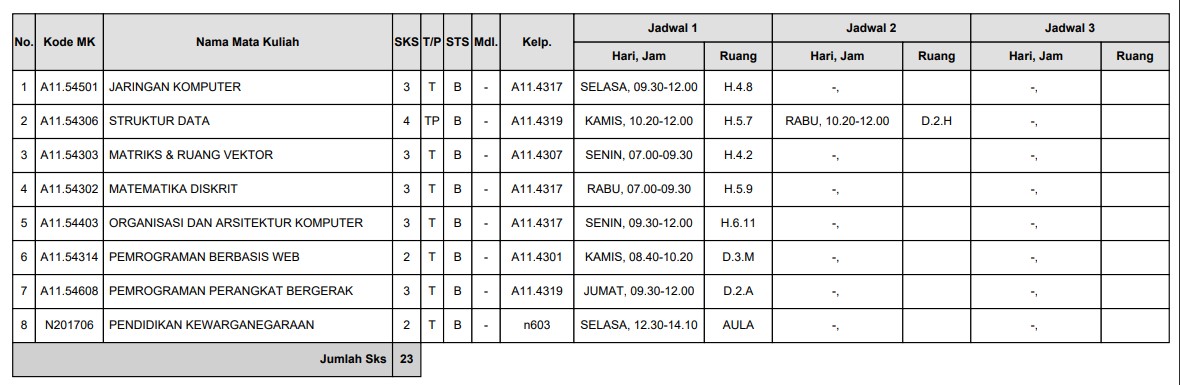 No. Kode MK Nama Mata Kuliah SKS T/P STS Mdl. Kelp. Jadwal 1 Jadwal 2 Jadwal 3
Hari, Jam Ruang Hari, Jam Ruang Hari, Jam Ruang
1 A11.54501 JARINGAN KOMPUTER 3 T B - A11.4317 SELASA, 09.30-12.00 H.4.8 -, -,
2 A11.54306 STRUKTUR DATA 4 TP B - A11.4319 KAMIS, 10.20-12.00 H.5.7 RABU, 10.20-12.00 D.2.H -,
3 A11.54303 MATRIKS & RUANG VEKTOR 3 T B - A11.4307 SENIN, 07.00-09.30 H.4.2 -, -,
4 A11.54302 MATEMATIKA DISKRIT 3 T B - A11.4317 RABU, 07.00-09.30 H.5.9 -, -,
5 A11.54403 ORGANISASI DAN ARSITEKTUR KOMPUTER 3 T B - A11.4317 SENIN, 09.30-12.00 H.6.11 -, -,
6 A11.54314 PEMROGRAMAN BERBASIS WEB 2 T B - A11.4301 KAMIS, 08.40-10.20 D.3.M -, -,
7 A11.54608 PEMROGRAMAN PERANGKAT BERGERAK 3 T B - A11.4319 JUMAT, 09.30-12.00 D.2.A -, -,
8 N201706 PENDIDIKAN KEWARGANEGARAAN 2 T B - n603 SELASA, 12.30-14.10 AULA -, -,
Jumlah Sks 23